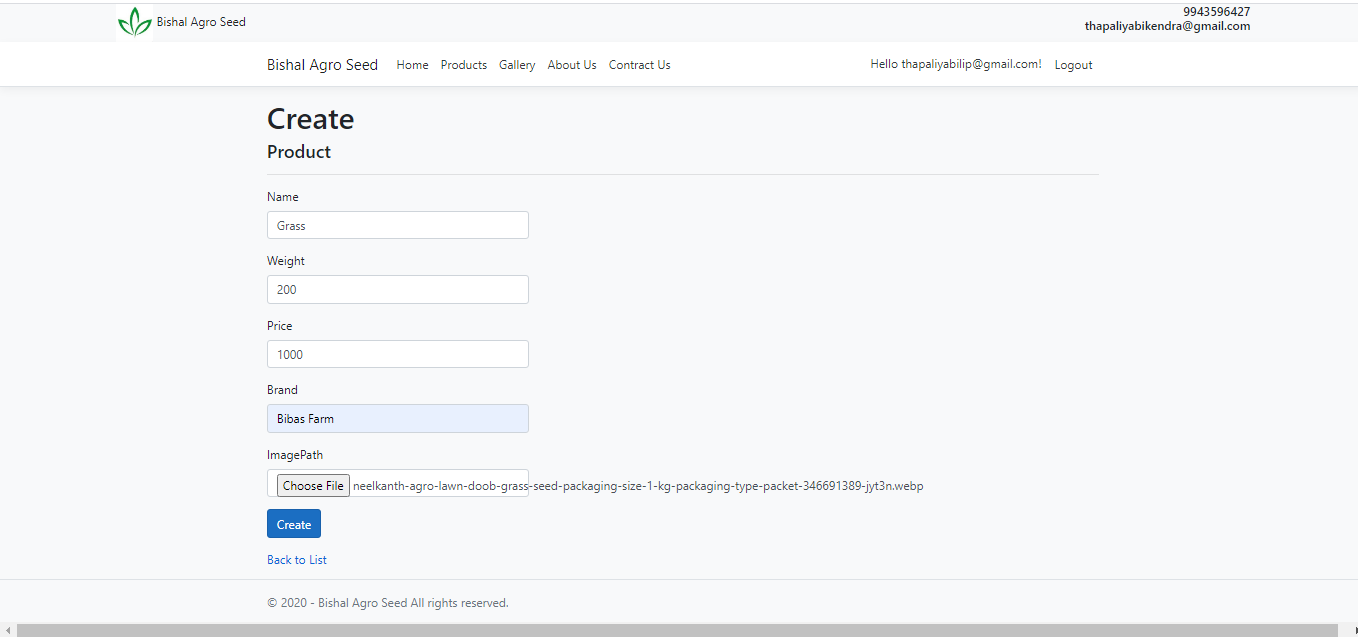 Bishal Agro Seed
9943596427
thapaliyabikendra@gmail.com
Bishal Agro Seed Home Products Gallery About Us Contract Us Hello thapaliyabilip@gmail.com! Logout
Create
Product
Name
Grass
Weight
200
Price
1000
Brand
Bibas Farm
ImagePath
Choose File neelkanth-agro-lawn-doob-grass-seed-packaging-size-1-kg-packaging-type-packet-346691389-jyt3n.webp
Create
Back to List
© 2020 - Bishal Agro Seed All rights reserved.